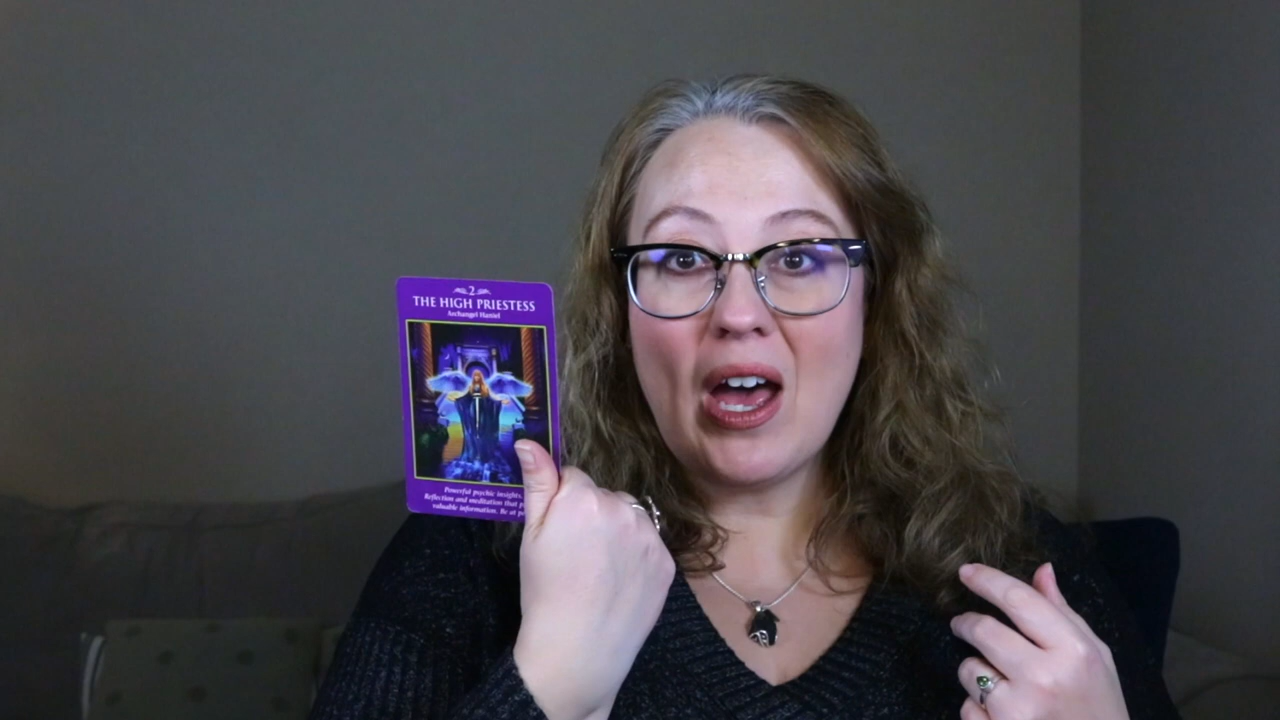 2
THE HIGH PRIESTESS
Archangel Haniel
Powerful psychic insights.
Reflection and meditation that
valuable information. Be at